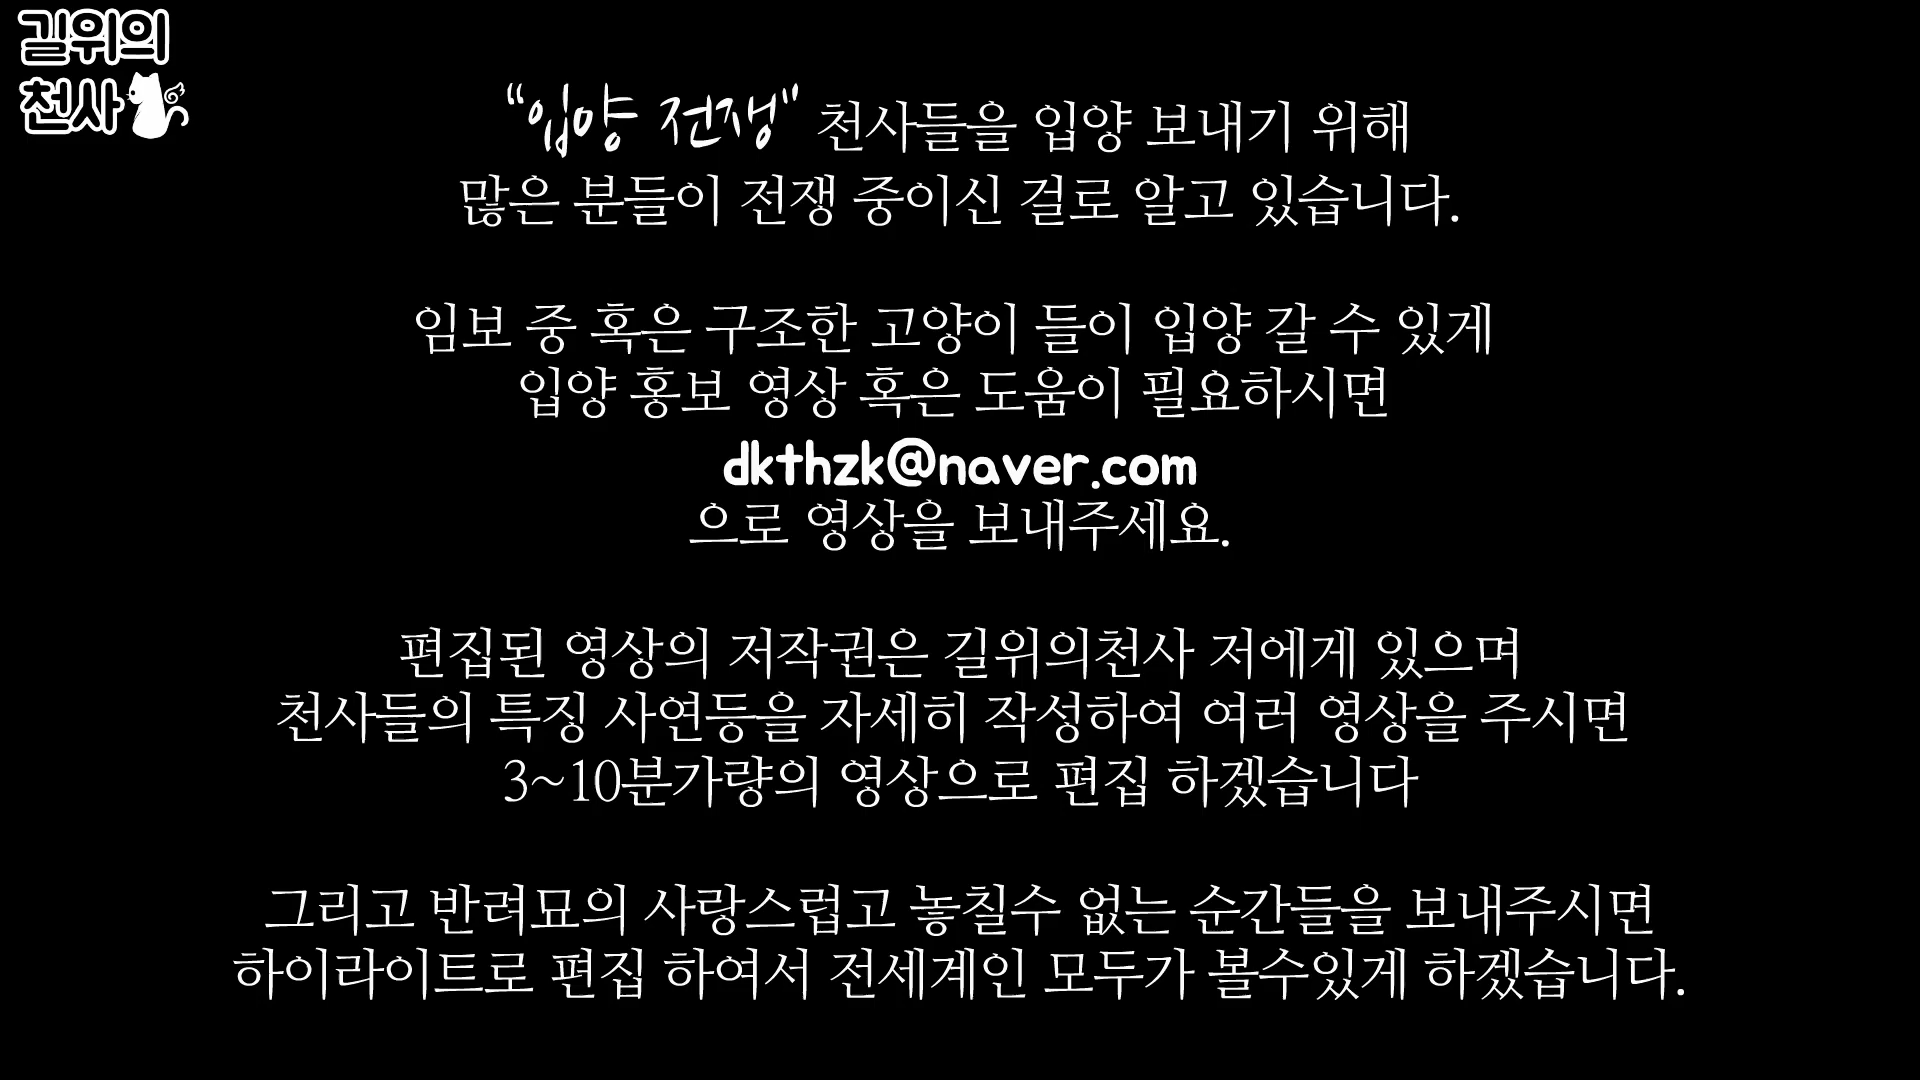 길위의
천사
“입양 전쟁” 천사들을 입양 보내기 위해
많은 분들이 전쟁 중이신 걸로 알고 있습니다.
임보 중 혹은 구조한 고양이 들이 입양 갈 수 있게
입양 홍보 영상 혹은 도움이 필요하시면
dkthzk@naver.com
으로 영상을 보내주세요.
편집된 영상의 저작권은 길위의천사 저에게 있으며
천사들의 특징 사연등을 자세히 작성하여 여러 영상을 주시면
3~10분가량의 영상으로 편집 하겠습니다
그리고 반려묘의 사랑스럽고 놓칠수 없는 순간들을 보내주시면
하이라이트로 편집 하여서 전세계인 모두가 볼수있게 하겠습니다.